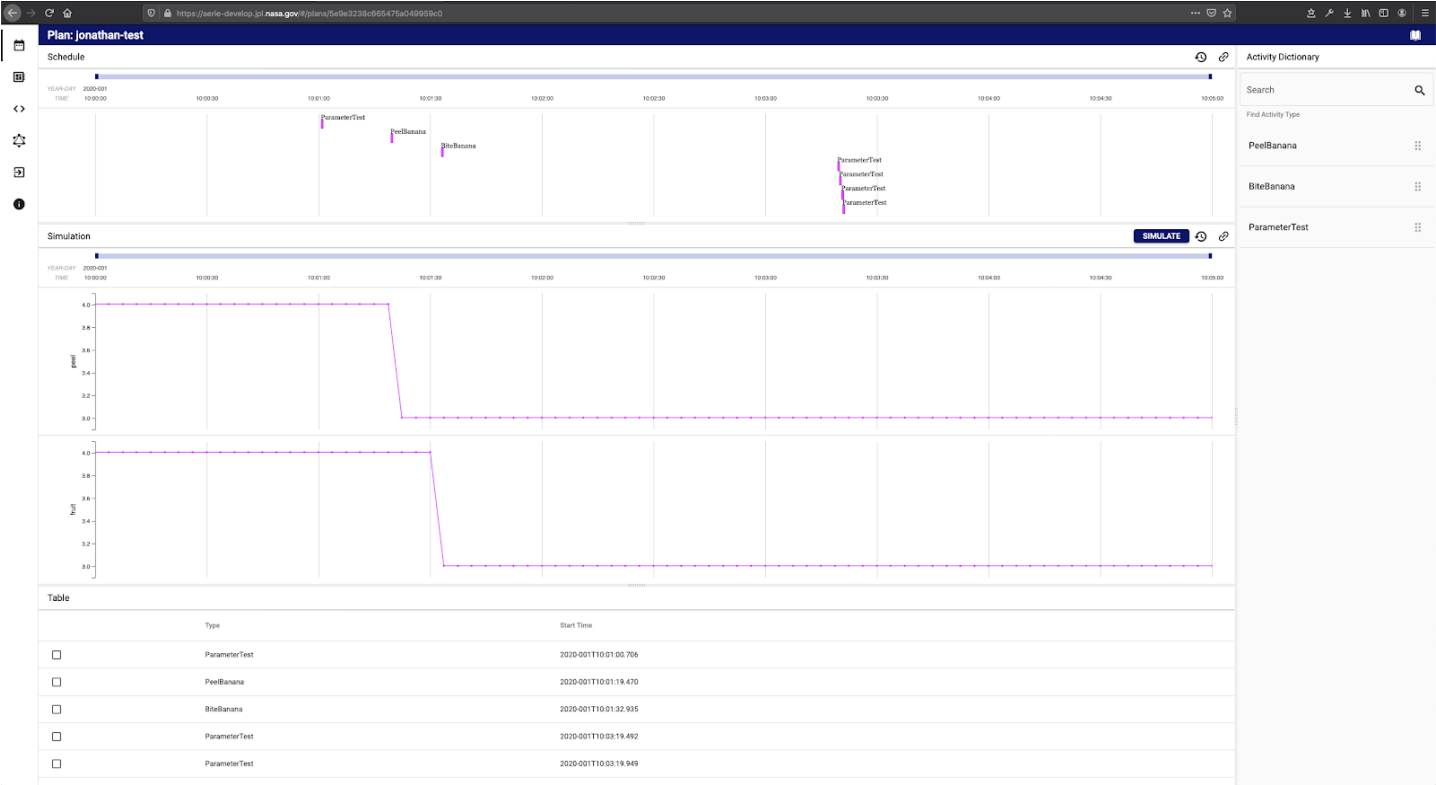 https://aerie-develop.jpl.nasa.gov/#/plans/5e9e3238c665475a049959c0
Plan: jonathan-test
Schedule
Activity Dictionary
YEAR-DAY 2020-001
TIME 10:00:00 10:00:30 10:01:00 10:01:30 10:02:00 10:02:30 10:03:00 10:03:30 10:04:00 10:04:30 10:05:00
ParameterTest
PeelBanana
BiteBanana
ParameterTest
ParameterTest
ParameterTest
ParameterTest
Search
Find Activity Type
PeelBanana
BiteBanana
ParameterTest
Simulation SIMULATE
YEAR-DAY 2020-001
TIME 10:00:00 10:00:30 10:01:00 10:01:30 10:02:00 10:02:30 10:03:00 10:03:30 10:04:00 10:04:30 10:05:00
peel
4.0
3.8
3.6
3.4
3.2
3.0
fruit
4.0
3.8
3.6
3.4
3.2
3.0
Table
Type Start Time
ParameterTest 2020-001T10:01:00.706
PeelBanana 2020-001T10:01:19.470
BiteBanana 2020-001T10:01:32.935
ParameterTest 2020-001T10:03:19.492
ParameterTest 2020-001T10:03:19.949